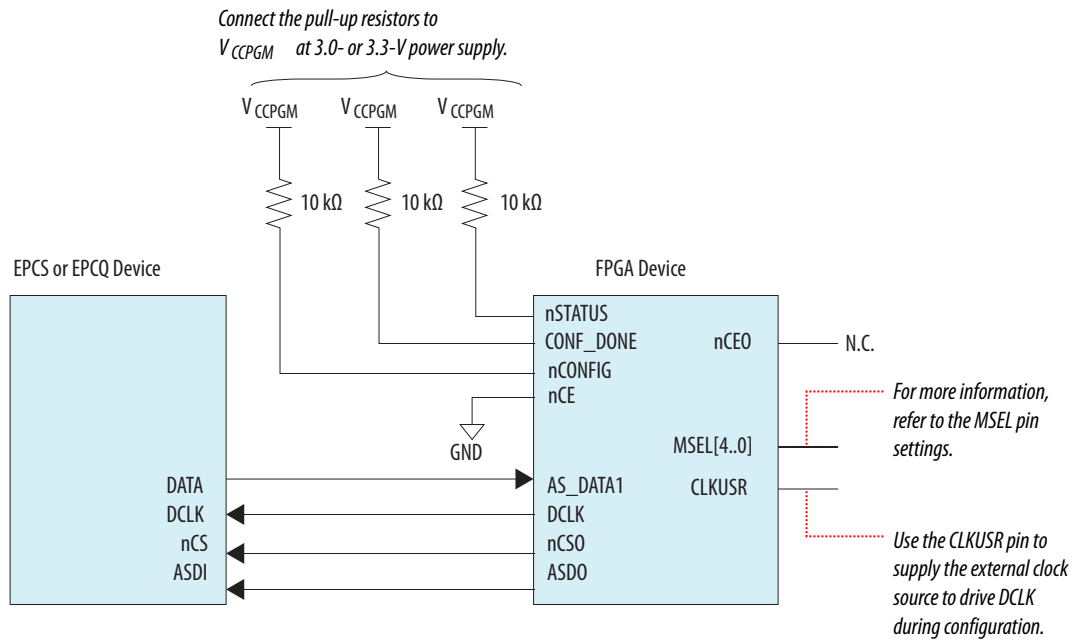 Connect the pull-up resistors to
V CCPGM at 3.0- or 3.3-V power supply.
V CCPGM V CCPGM V CCPGM
10 kΩ 10 kΩ 10 kΩ
EPCS or EPCQ Device
FPGA Device
nSTATUS
CONF_DONE
nCONFIG
nCE
nCEO
N.C.
GND
For more information,
refer to the MSEL pin
settings.
MSEL[4..0]
CLKUSR
DATA
DCLK
nCS
ASDI
AS_DATA1
DCLK
nCSO
ASDO
Use the CLKUSR pin to
supply the external clock
source to drive DCLK
during configuration.